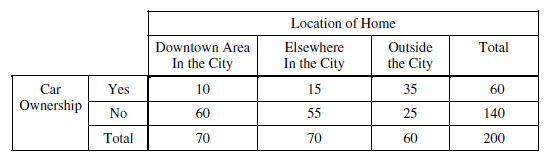 Location of Home
Downtown Area Elsewhere Outside Total
In the City In the City the City
Car Yes 10 15 35 60
Ownership No 60 55 25 140
Total 70 70 60 200